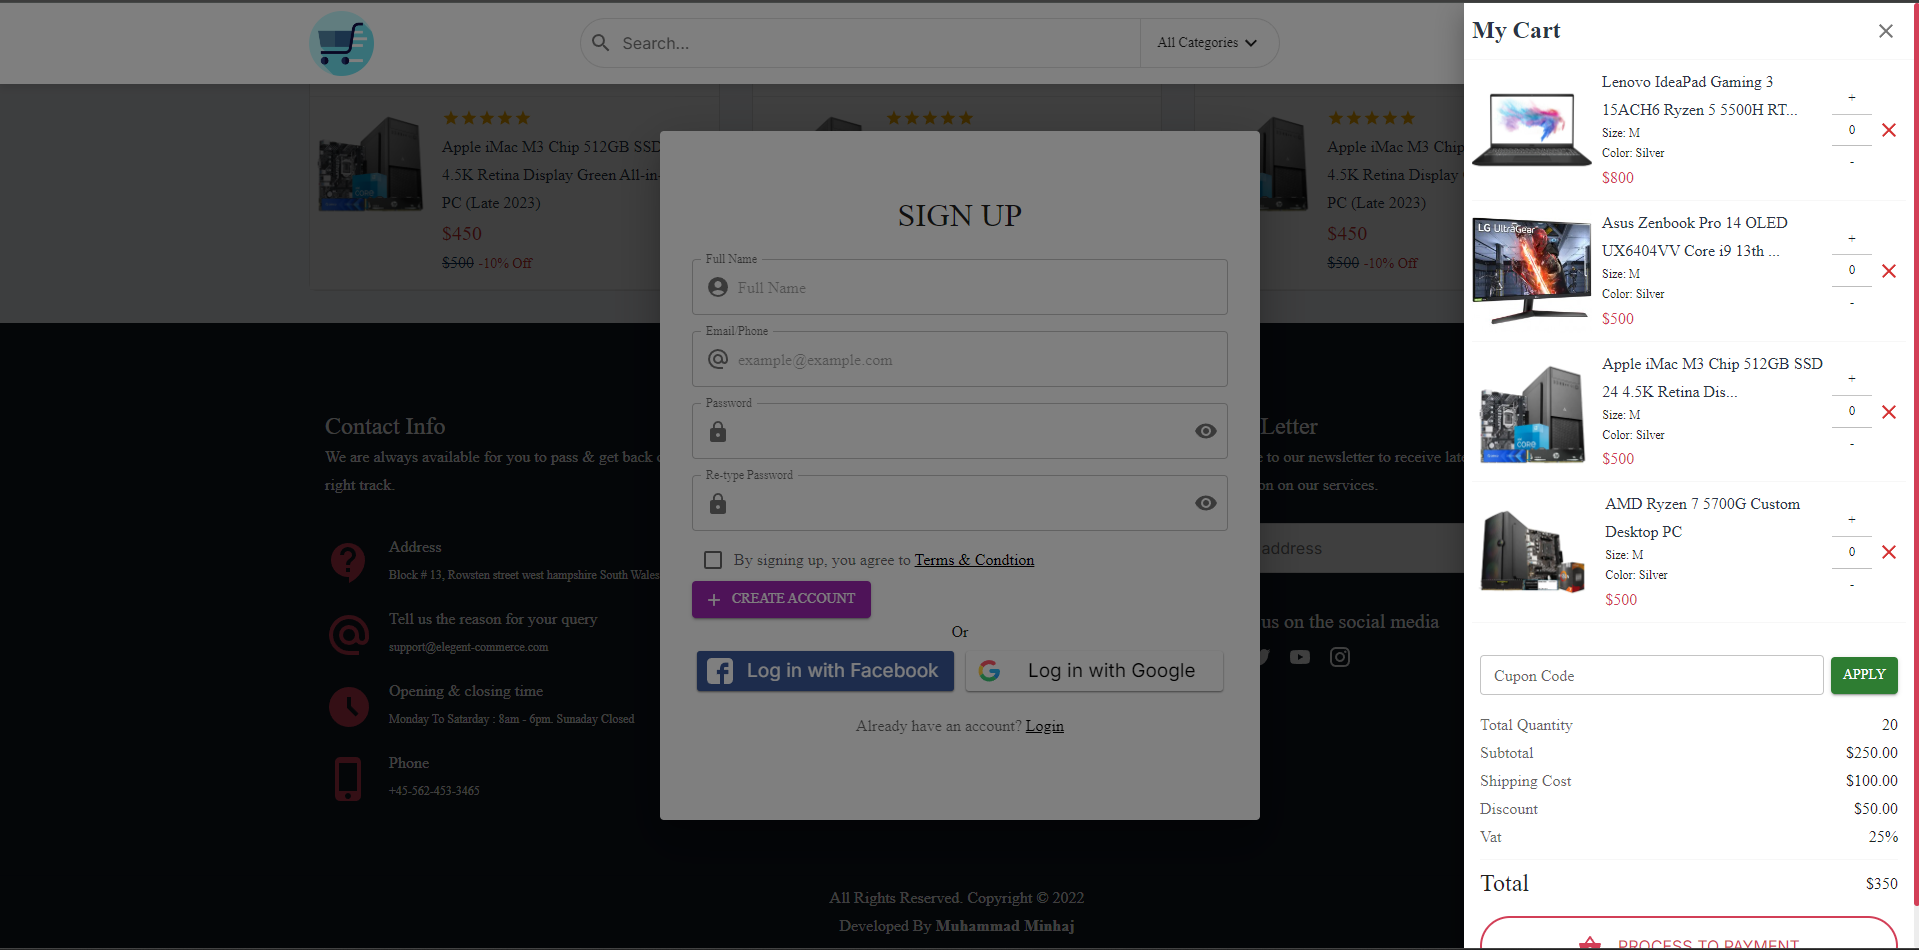 Search...
All Categories
Apple iMac M3 Chip 512GB SSD
4.5K Retina Display Green All-in-
PC (Late 2023)
$450
$500 -10% Off
Apple iMac M3 Chip
4.5K Retina Display
PC (Late 2023)
$450
$500 -10% Off
SIGN UP
Full Name
Full Name
Email/Phone
example@example.com
Password
Re-type Password
By signing up, you agree to Terms & Condtion
+ CREATE ACCOUNT
Or
Log in with Facebook
Log in with Google
Already have an account? Login
Contact Info
We are always available for you to pass & get back
right track.
Address
Block # 13, Rowsten street west hampshire South Wales
Tell us the reason for your query
support@elegent-commerce.com
Opening & closing time
Monday To Satarday : 8am - 6pm. Sunaday Closed
Phone
+45-562-453-3465
Letter
to our newsletter to receive
on our services.
address
us on the social media
All Rights Reserved. Copyright © 2022
Developed By Muhammad Minhaj
My Cart
Lenovo IdeaPad Gaming 3
15ACH6 Ryzen 5 5500H RT...
Size: M
Color: Silver
$800
+
0
-
LG UltraGear
Asus Zenbook Pro 14 OLED
UX6404VV Core i9 13th ...
Size: M
Color: Silver
$500
+
0
-
Apple iMac M3 Chip 512GB SSD
24 4.5K Retina Dis...
Size: M
Color: Silver
$500
+
0
-
AMD Ryzen 7 5700G Custom
Desktop PC
Size: M
Color: Silver
$500
+
0
-
Cupon Code
APPLY
Total Quantity 20
Subtotal $250.00
Shipping Cost $100.00
Discount $50.00
Vat 25%
Total $350
PROCESS TO PAYMENT